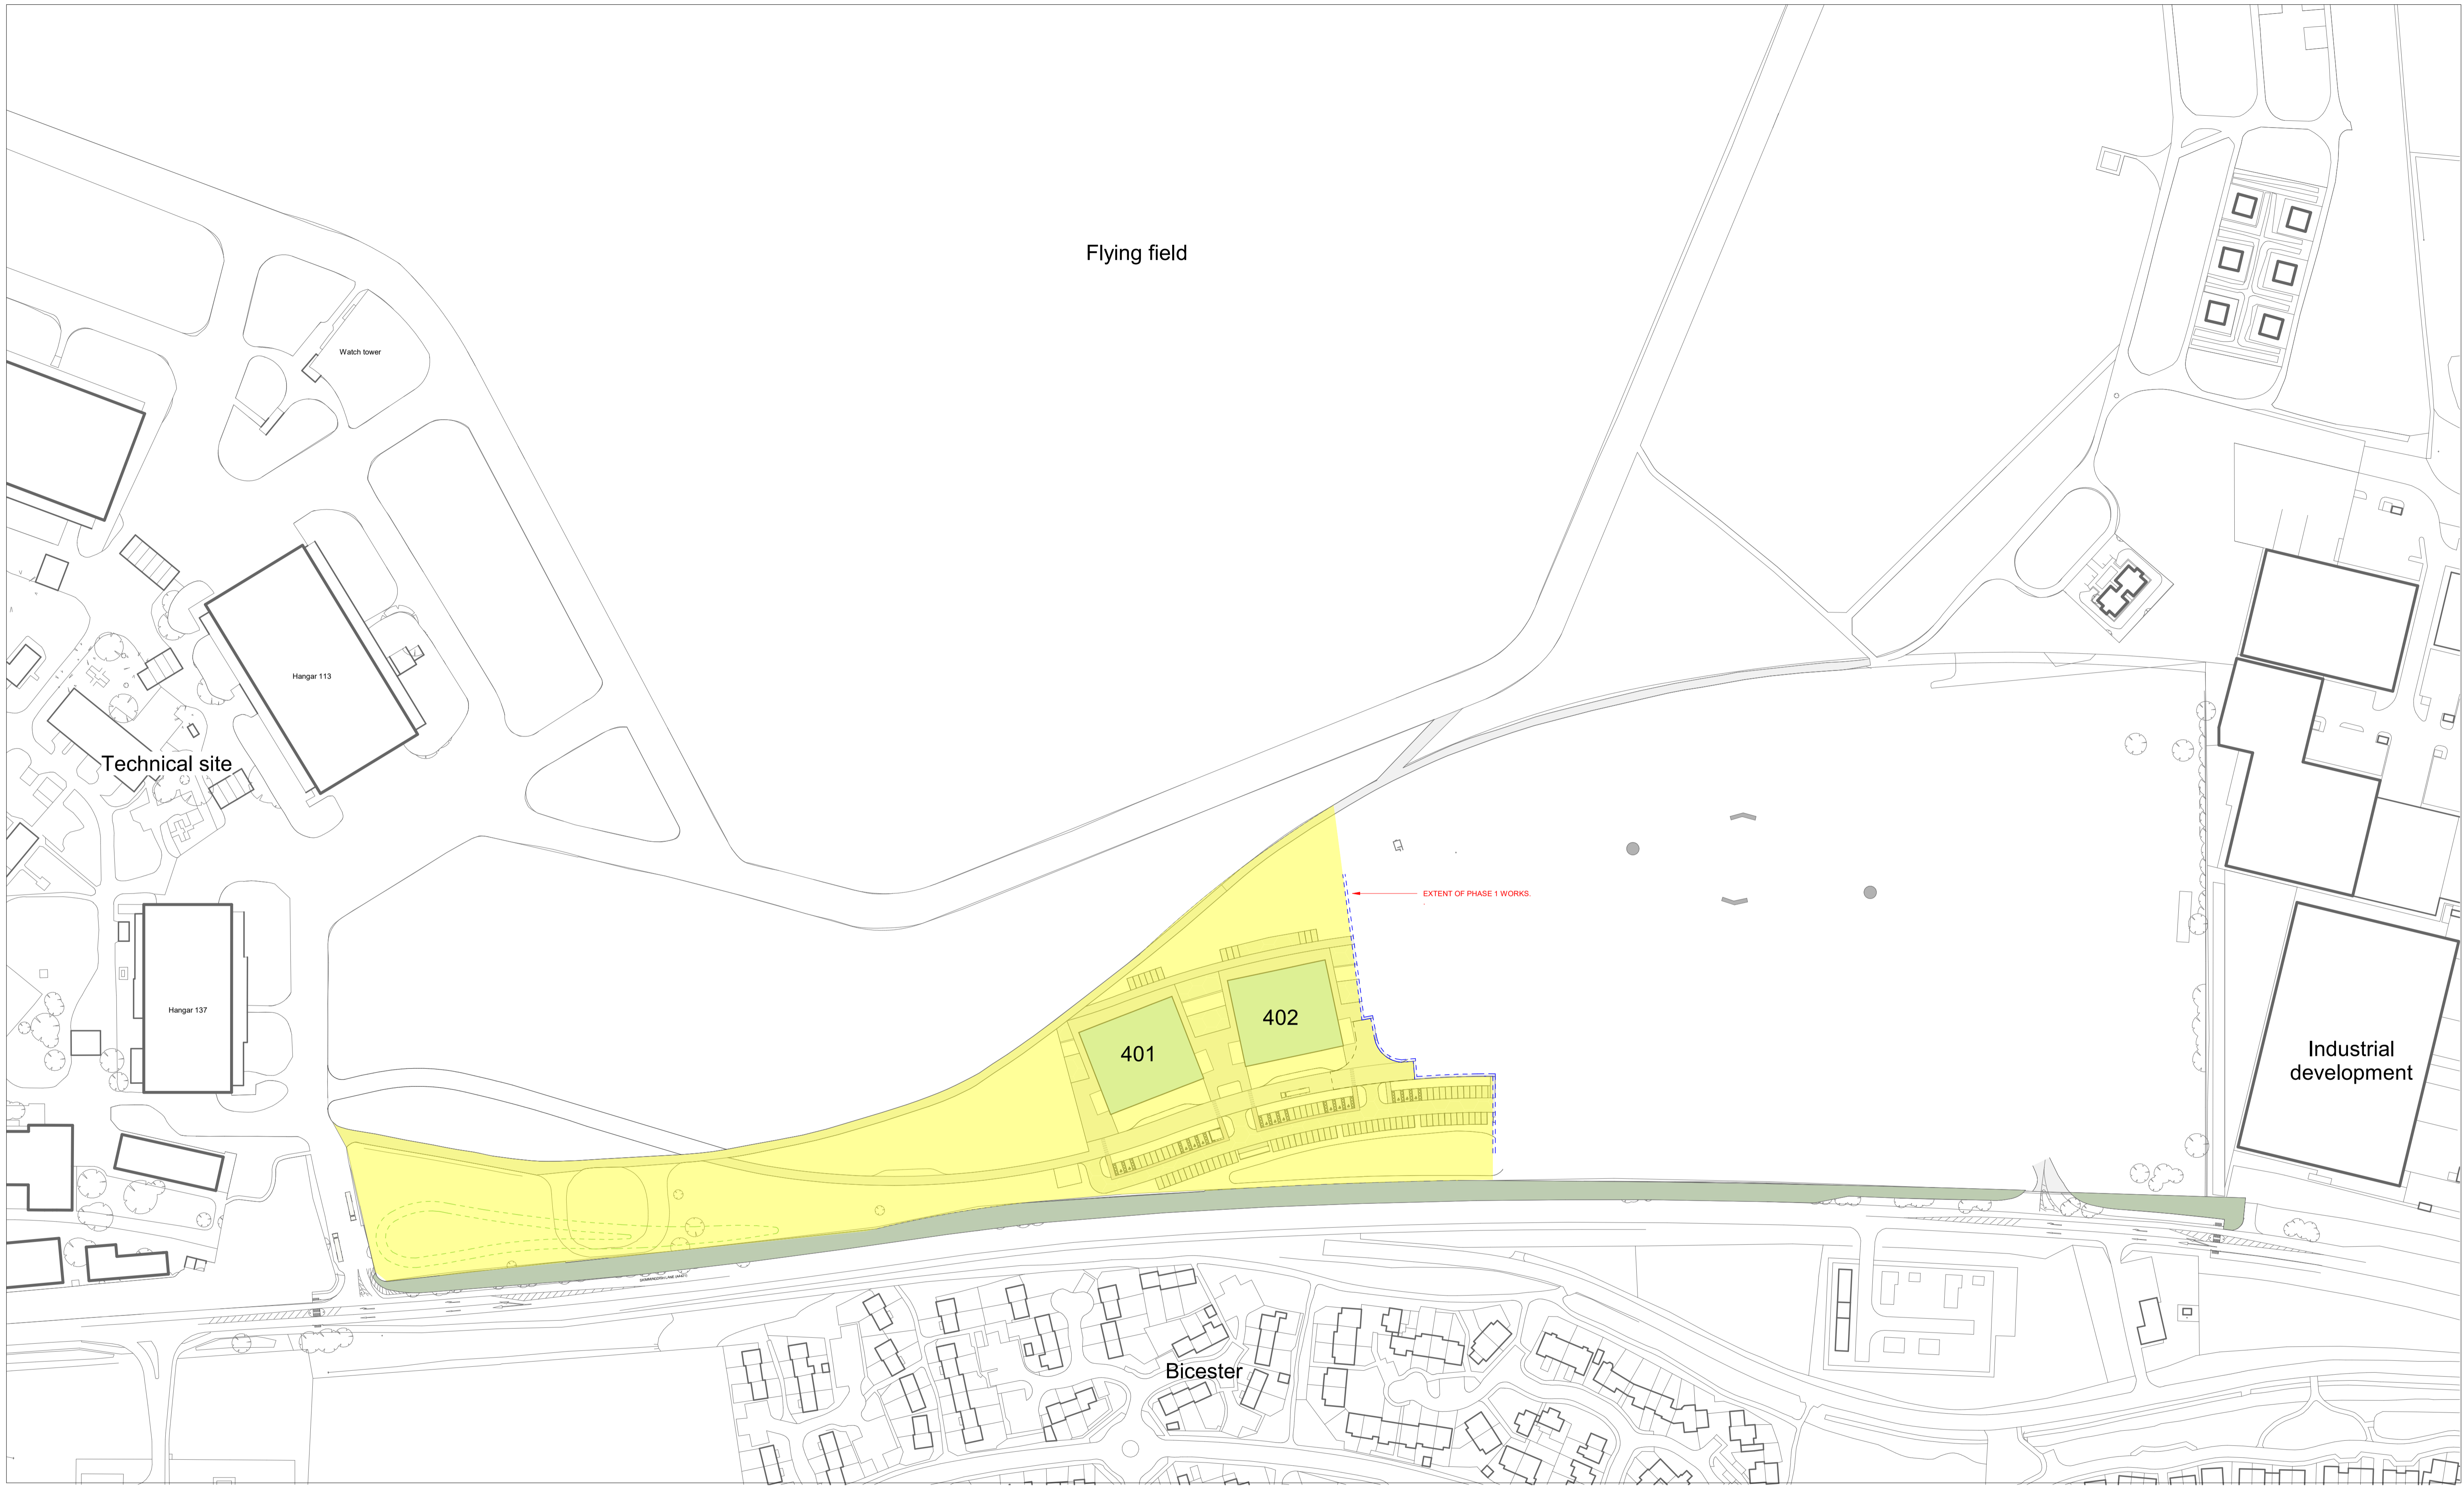 Flying field
Watch tower
Hangar 113
Technical site
EXTENT OF PHASE 1 WORKS.
Hangar 137
402
401
Industrial
development
Bicester